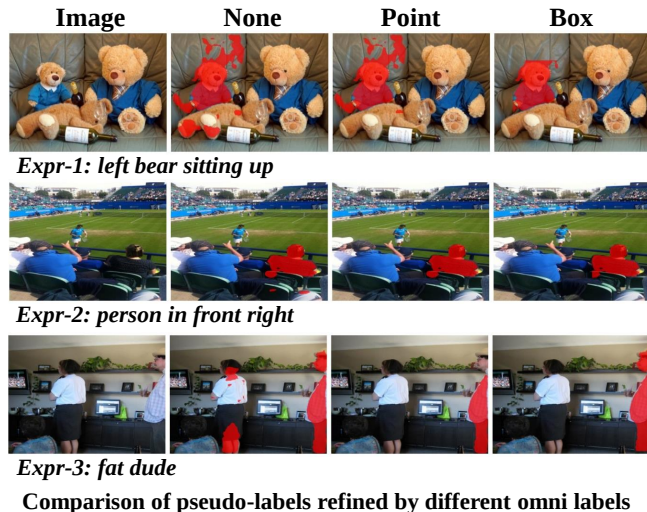 Image None Point Box
Expr-1: left bear sitting up
Expr-2: person in front right
Expr-3: fat dude
Comparison of pseudo-labels refined by different omni labels